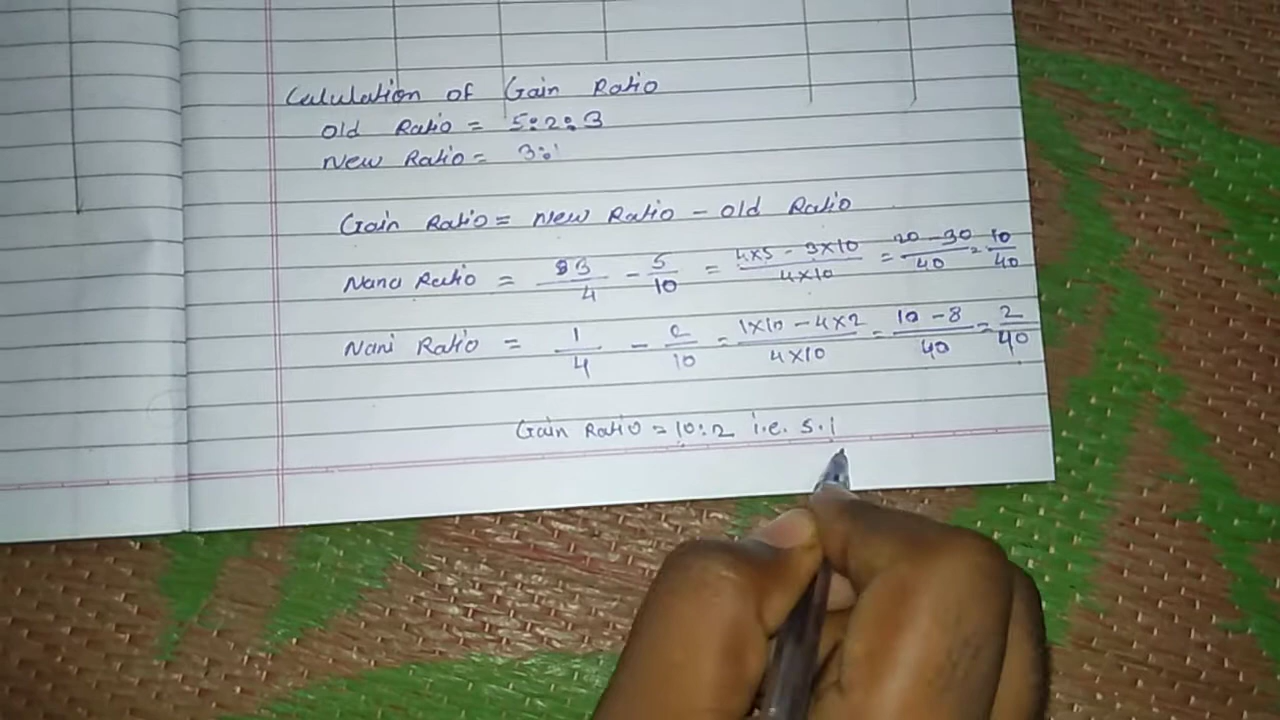 Calulation of Gain Ratio
Old Ratio = 5:2:3
New Ratio = 3:1
Gain Ratio = New Ratio - Old Ratio
Nana Ratio = 3/4 - 5/10 = 4x5 - 3x10 / 4x10 = 20-30/40 = 10/40
Nani Ratio = 1/4 - 2/10 = 1x10 - 4x2 / 4x10 = 10-8/40 = 2/40
Gain Ratio = 10:2 i.e. 5.1